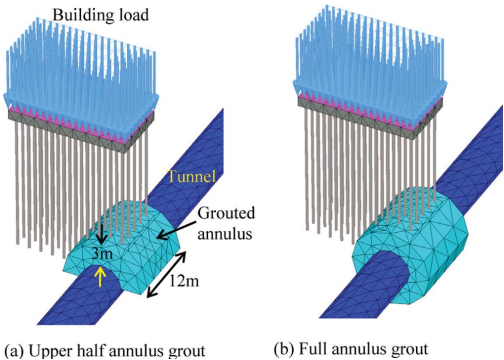 Building load
Tunnel
Grouted
annulus
3m
12m
(a) Upper half annulus grout
(b) Full annulus grout